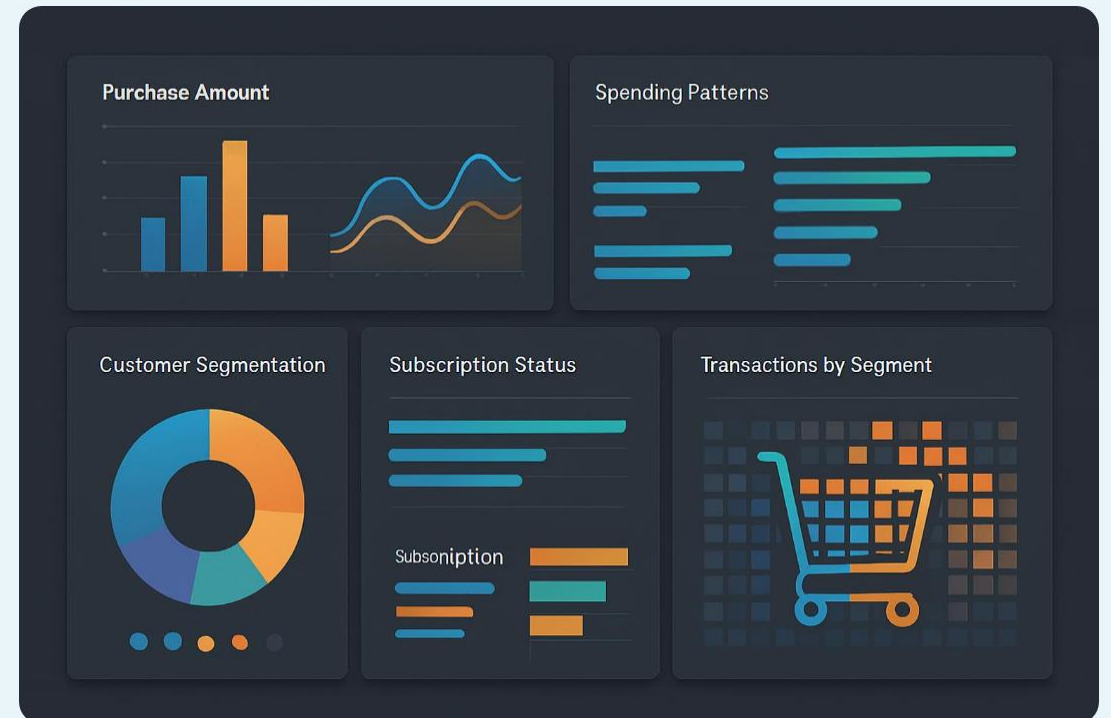 Purchase Amount
Spending Patterns
Customer Segmentation
Subscription Status
Subsoniption
Transactions by Segment